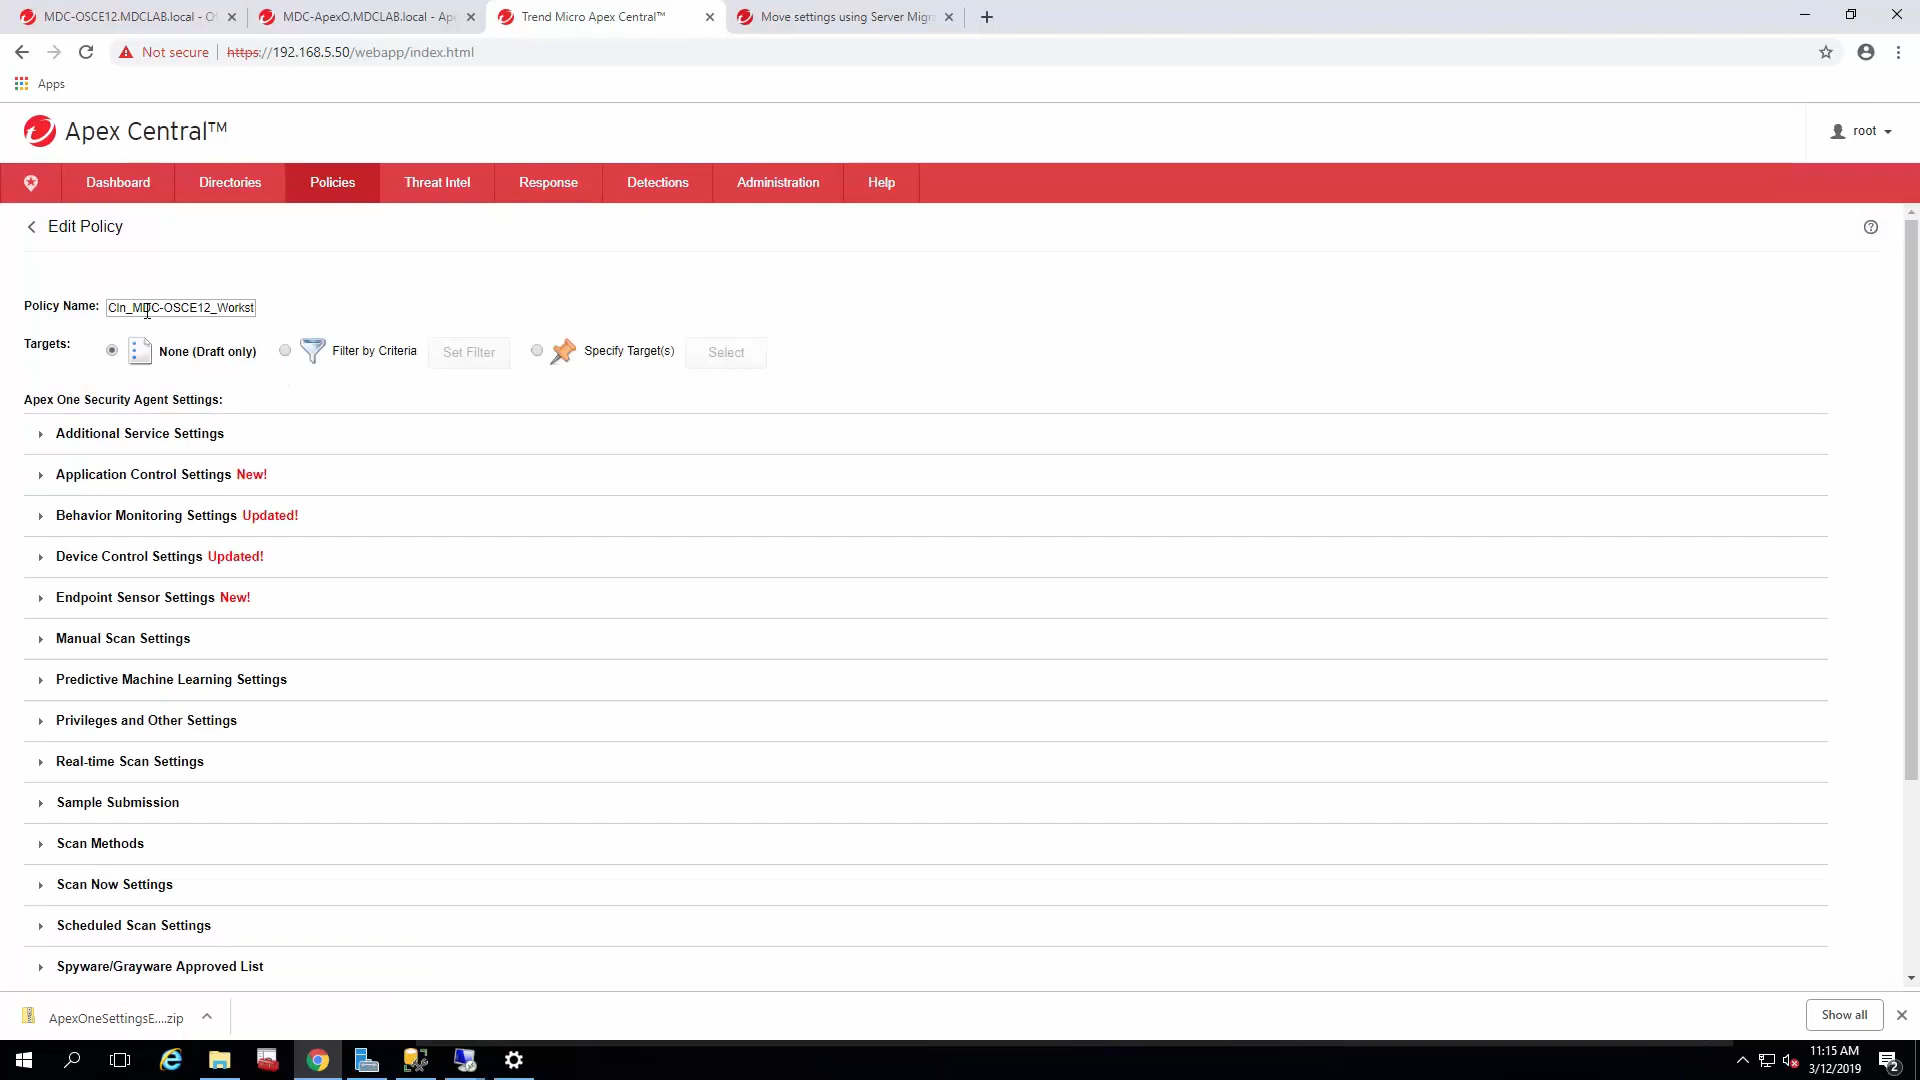 MDC-OSCE12.MDCLAB.local - Of
MDC-ApexO.MDCLAB.local - Ape
Trend Micro Apex Central™
Move settings using Server Migra
Not secure
https://192.168.5.50/webapp/index.html
Apps
Apex Central™
root
Dashboard
Directories
Policies
Threat Intel
Response
Detections
Administration
Help
Edit Policy
Policy Name:
Cln_MDC-OSCE12_Workst
Targets:
None (Draft only)
Filter by Criteria
Set Filter
Specify Target(s)
Select
Apex One Security Agent Settings:
Additional Service Settings
Application Control Settings New!
Behavior Monitoring Settings Updated!
Device Control Settings Updated!
Endpoint Sensor Settings New!
Manual Scan Settings
Predictive Machine Learning Settings
Privileges and Other Settings
Real-time Scan Settings
Sample Submission
Scan Methods
Scan Now Settings
Scheduled Scan Settings
Spyware/Grayware Approved List
ApexOneSettingsE....zip
Show all
11:15 AM
3/12/2019
2